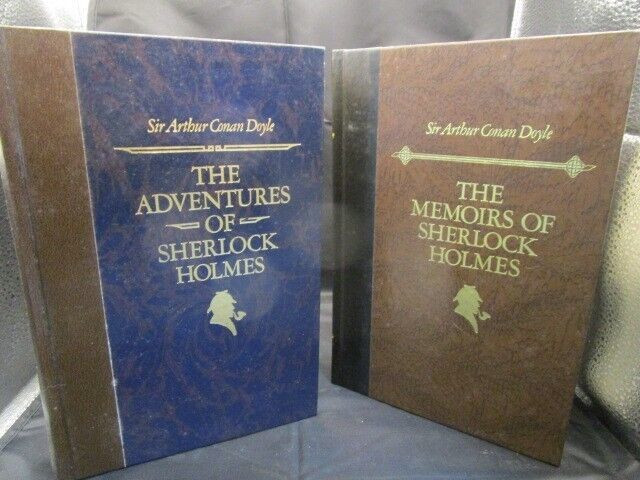 Sir Arthur Conan Doyle
THE
ADVENTURES
OF
SHERLOCK
HOLMES
Sir Arthur Conan Doyle
THE
MEMOIRS OF
SHERLOCK
HOLMES